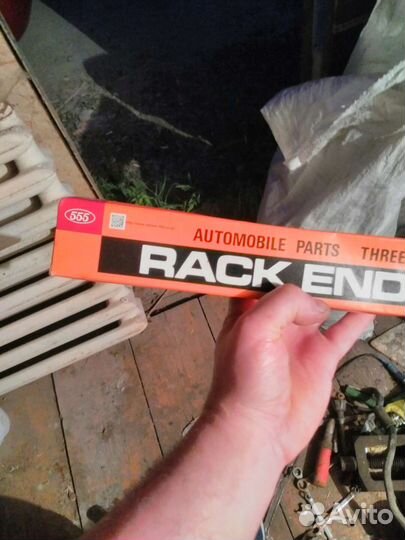 555
AUTOMOBILE PARTS THREE
RACK END
Avito